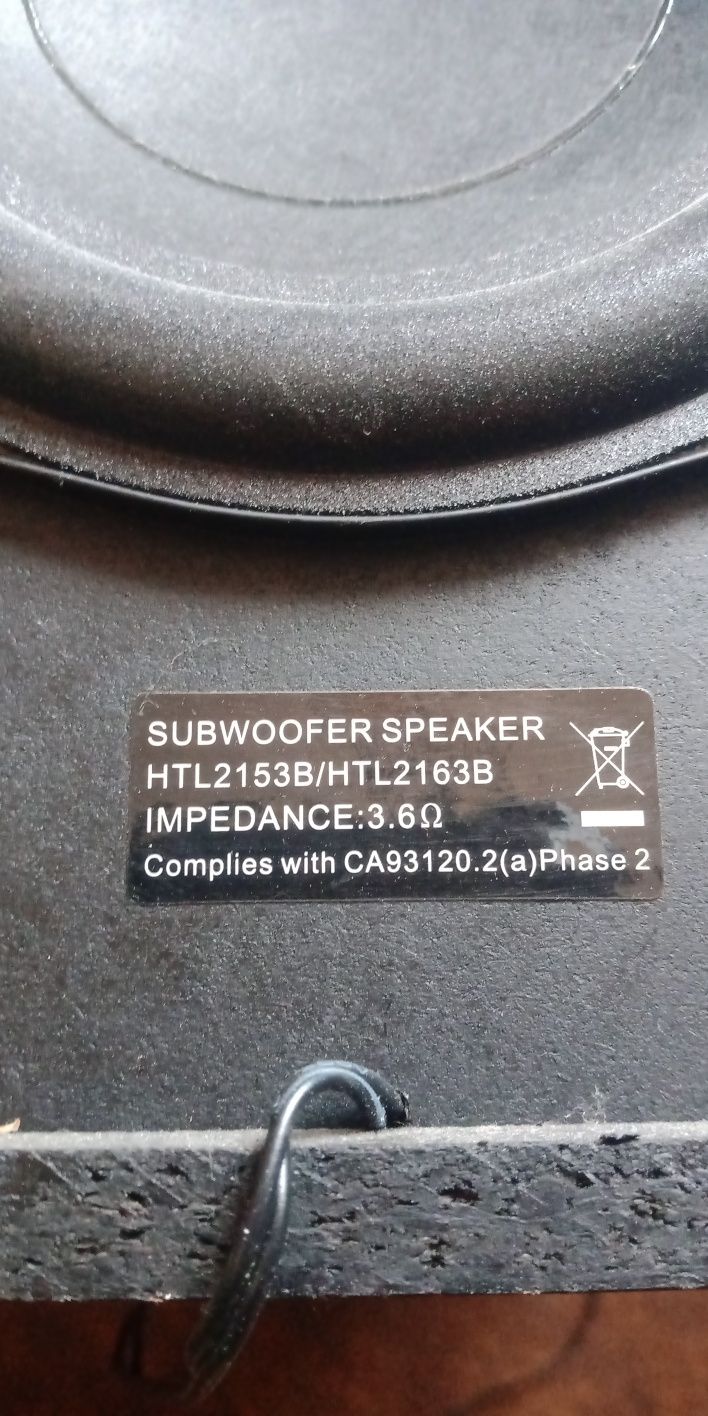 SUBWOOFER SPEAKER
HTL2153B/HTL2163B
IMPEDANCE:3.6Ω
Complies with CA93120.2(a)Phase 2